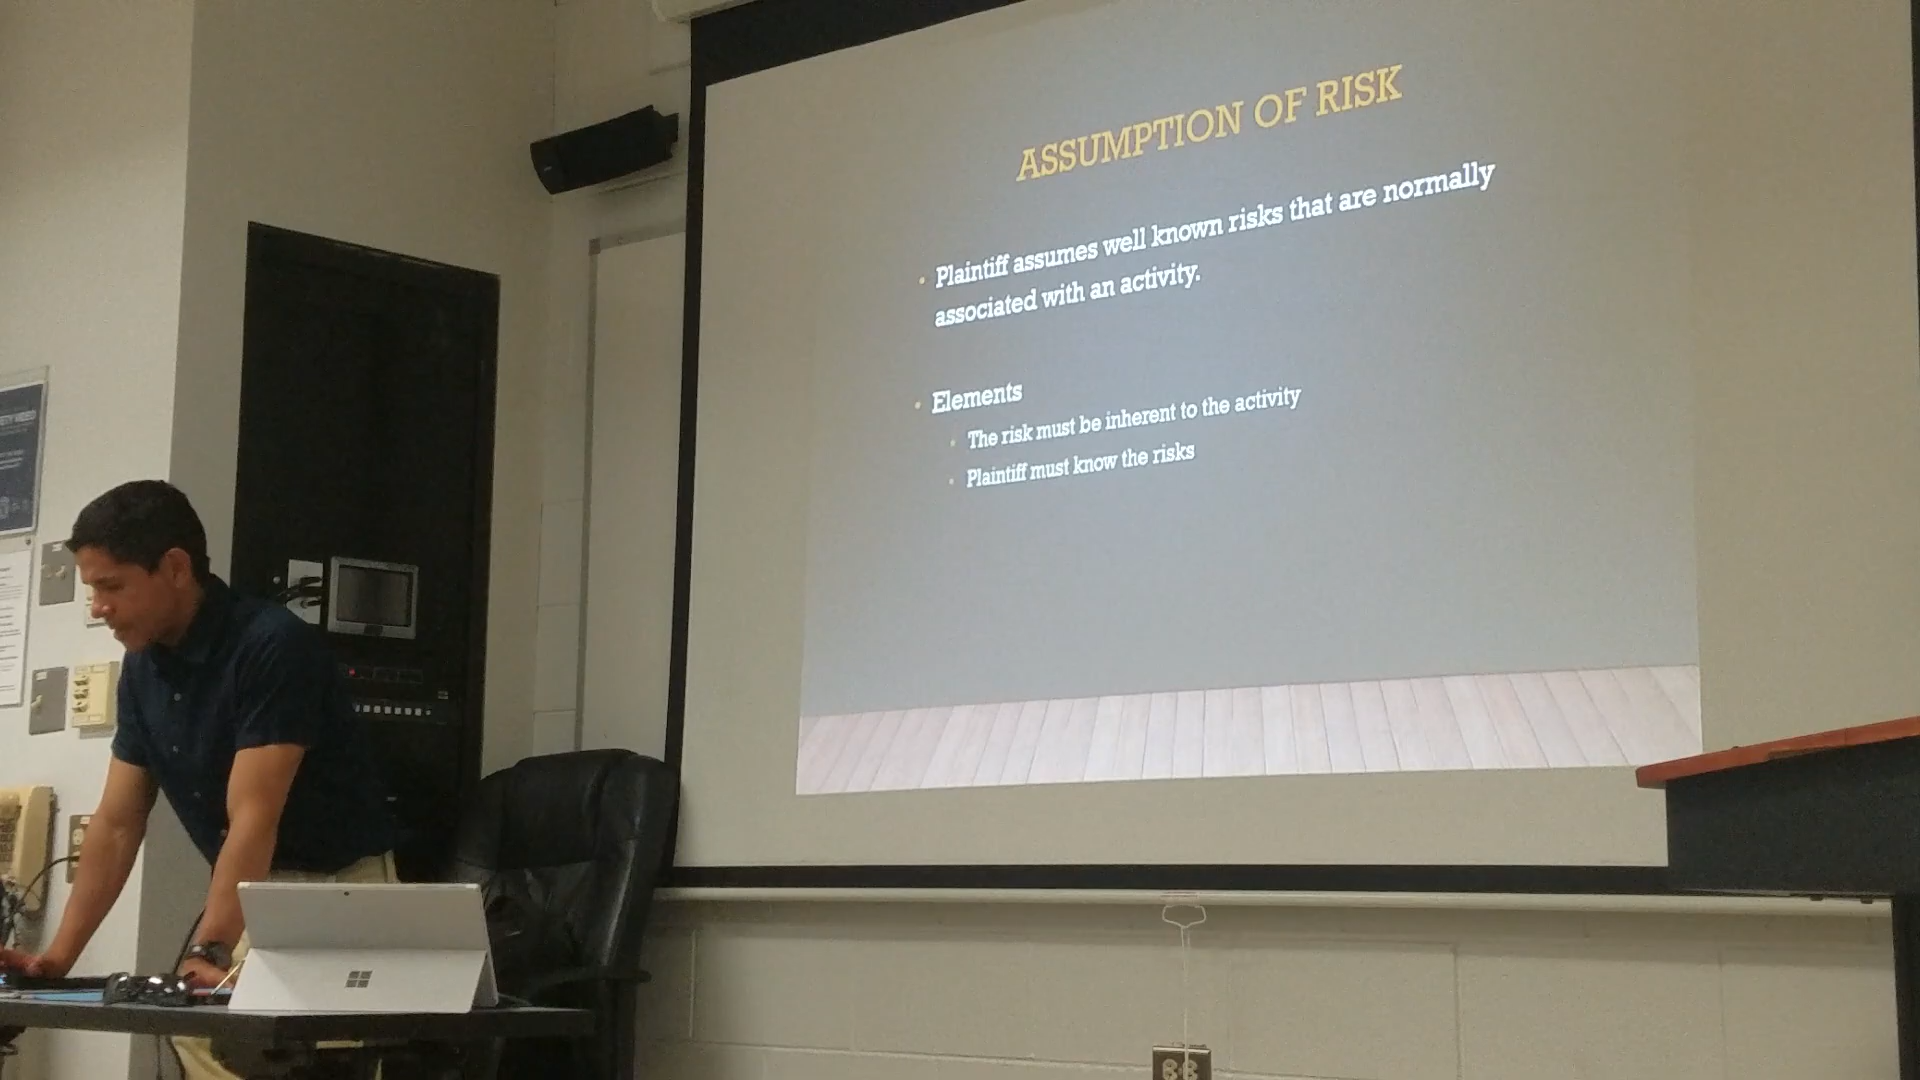 ASSUMPTION OF RISK
Plaintiff assumes well known risks that are normally
associated with an activity.
Elements
The risk must be inherent to the activity
Plaintiff must know the risks